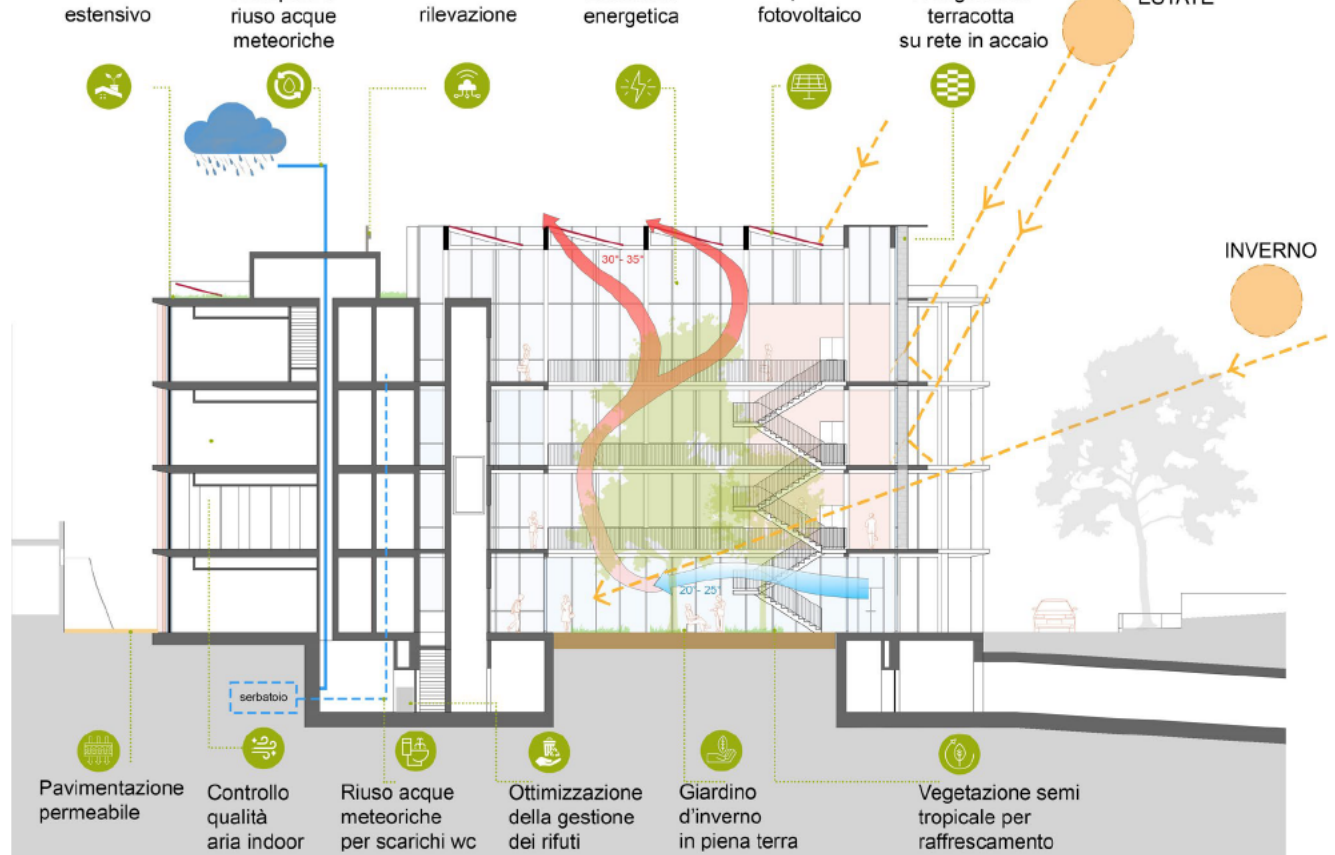 estensivo
riuso acque
meteoriche
rilevazione
energetica
fotovoltaico
terracotta
su rete in accaio
ESTATE
INVERNO
30°- 35°
20°- 25°
serbatoio
Pavimentazione
permeabile
Controllo
qualità
aria indoor
Riuso acque
meteoriche
per scarichi wc
Ottimizzazione
della gestione
dei rifiuti
Giardino
d'inverno
in piena terra
Vegetazione semi
tropicale per
raffrescamento